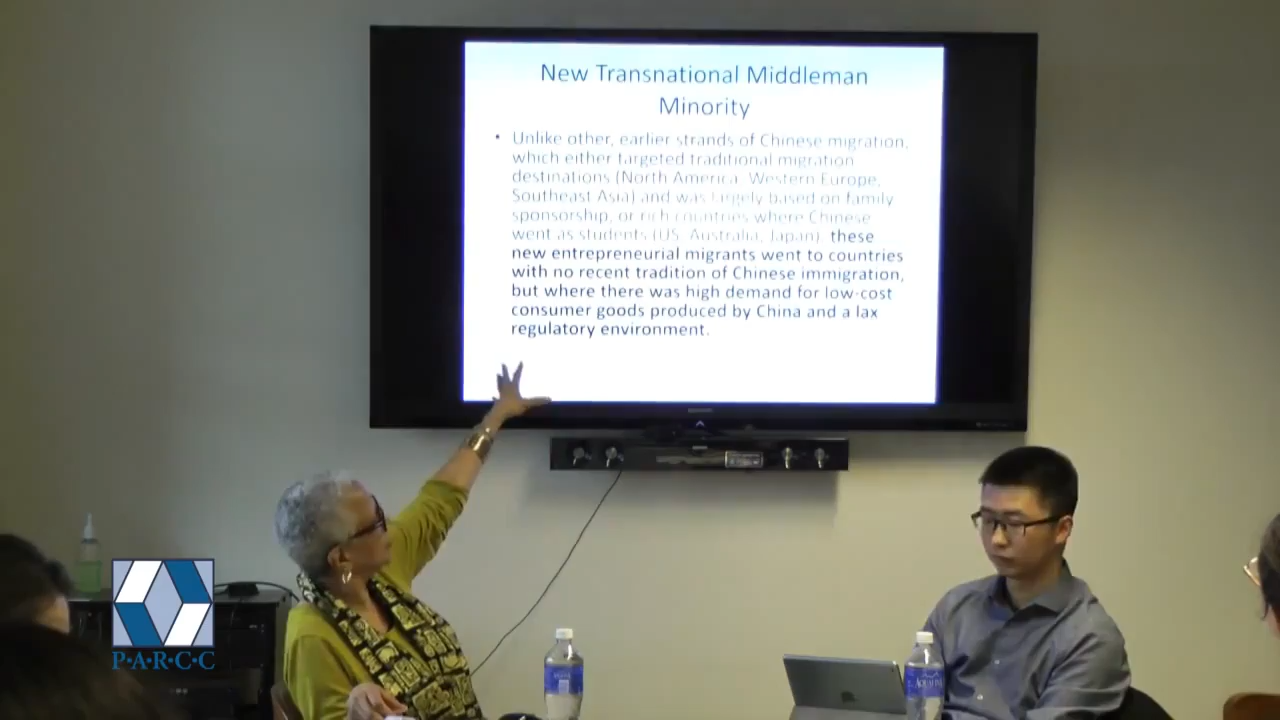 New Transnational Middleman
Minority
• Unlike other, earlier strands of Chinese migration,
which either targeted traditional migration
destinations (North America, Western Europe,
Southeast Asia) and was largely based on family
sponsorship, or rich countries where Chinese
went as students (US, Australia, Japan), these
new entrepreneurial migrants went to countries
with no recent tradition of Chinese immigration,
but where there was high demand for low-cost
consumer goods produced by China and a lax
regulatory environment.
P·A·R·C·C
AQUAFINA